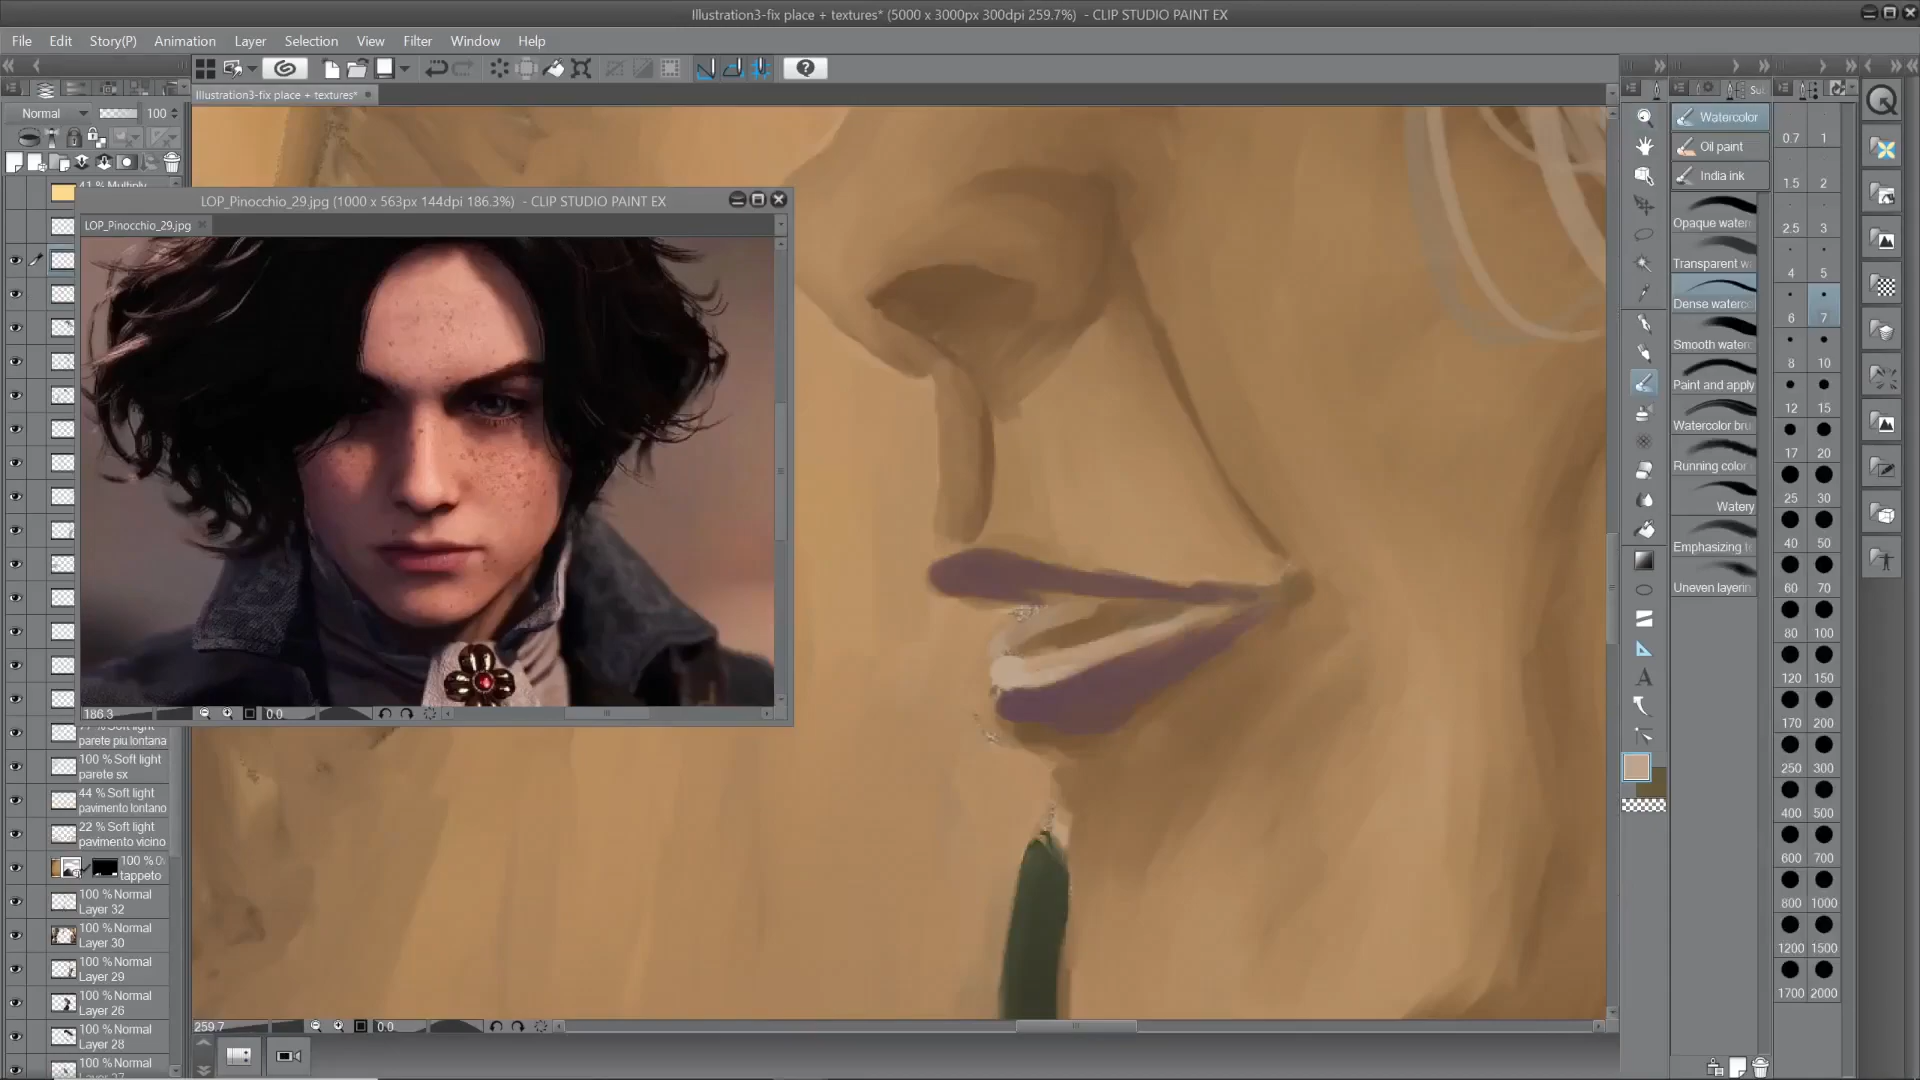 Illustration3-fix place + textures* (5000 x 3000px 300dpi 259.7%) - CLIP STUDIO PAINT EX
File Edit Story(P) Animation Layer Selection View Filter Window Help
Illustration3-fix place + textures*
Normal 100
41 % Multiply
LOP_Pinocchio_29.jpg (1000 x 563px 144dpi 186.3%) - CLIP STUDIO PAINT EX
LOP_Pinocchio_29.jpg
186.3 0.0
parete piu lontana
100 % Soft light
parete sx
44 % Soft light
pavimento lontano
22 % Soft light
pavimento vicino
100 %
tappeto
100 % Normal
Layer 32
100 % Normal
Layer 30
100 % Normal
Layer 29
100 % Normal
Layer 26
100 % Normal
Layer 28
100 % Normal
259.7 0.0
Watercolor
Oil paint
India ink
Opaque water
Transparent w
Dense waterco
Smooth waterc
Paint and apply
Watercolor bru
Running color
Watery
Emphasizing t
Uneven layerin
0.7 1
1.5 2
2.5 3
4 5
6 7
8 10
12 15
17 20
25 30
40 50
60 70
80 100
120 150
170 200
250 300
400 500
600 700
800 1000
1200 1500
1700 2000